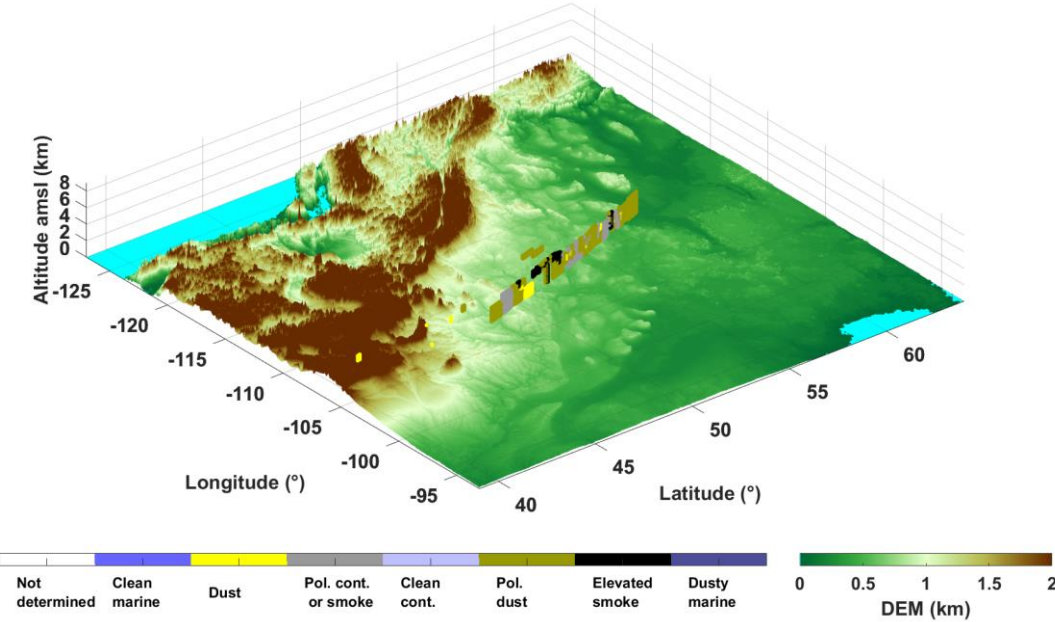 Altitude amsl (km)
8
6
4
2
0
-125
-120
-115
-110
-105
-100
-95
Longitude (°)
60
55
50
45
40
Latitude (°)
Not
determined
Clean
marine
Dust
Pol. cont.
or smoke
Clean
cont.
Pol.
dust
Elevated
smoke
Dusty
marine
0 0.5 1 1.5 2
DEM (km)